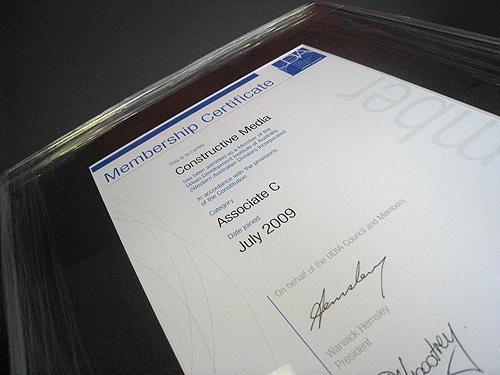 UDIA
Membership Certificate
This is to certify
Constructive Media
has been admitted as a Member of the
Urban Development Institute of Australia
(Western Australian Division) Incorporated
In accordance with the provisions
of the Constitution
Category
Associate C
Date joined
July 2009
mber
On behalf of the UDIA Council and Members
Hemsley
Warwick Hemsley
President